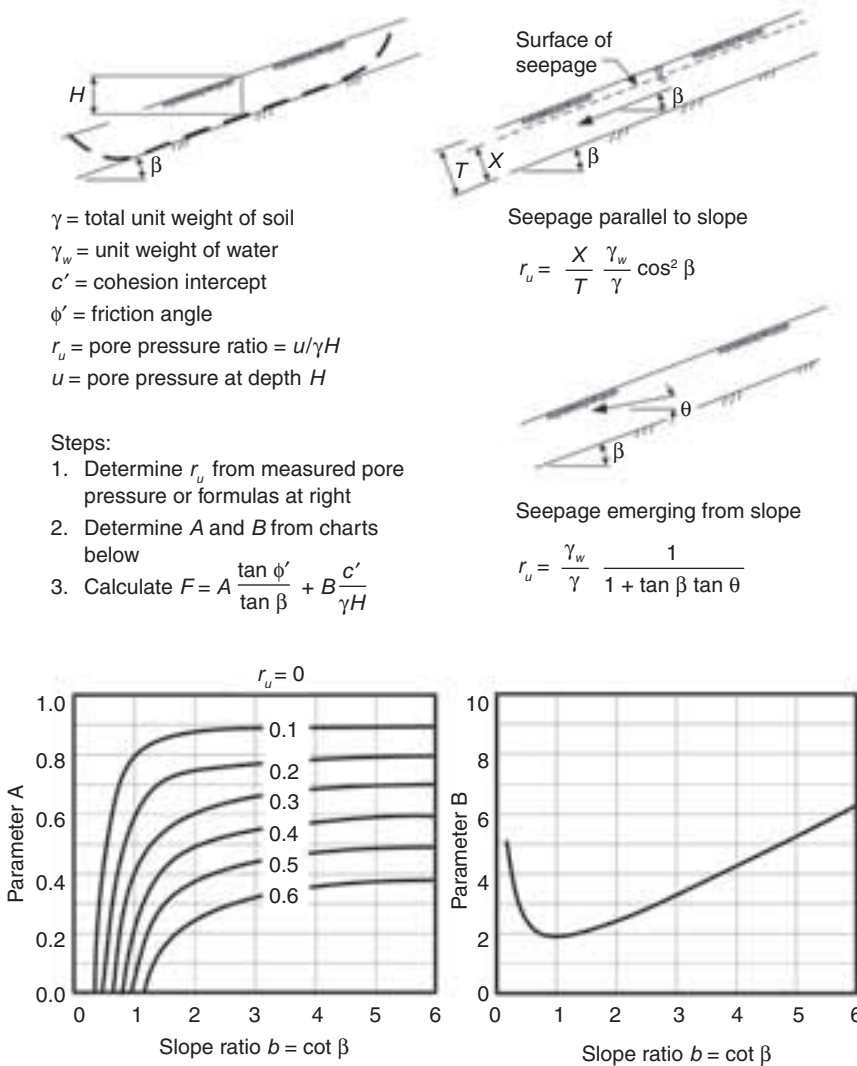 H
β
Surface of
seepage
β
T
X
β
γ = total unit weight of soil
γw = unit weight of water
c′ = cohesion intercept
ϕ′ = friction angle
ru = pore pressure ratio = u/γH
u = pore pressure at depth H
Seepage parallel to slope
ru = X/T γw/γ cos² β
θ
β
Steps:
1. Determine ru from measured pore
pressure or formulas at right
2. Determine A and B from charts
below
3. Calculate F = A tan ϕ′/tan β + B c′/γH
Seepage emerging from slope
ru = γw/γ 1/1 + tan β tan θ
ru = 0
1.0
0.8
0.6
0.4
0.2
0.0
Parameter A
0.1
0.2
0.3
0.4
0.5
0.6
0 1 2 3 4 5 6
Slope ratio b = cot β
10
8
6
4
2
0
Parameter B
0 1 2 3 4 5 6
Slope ratio b = cot β